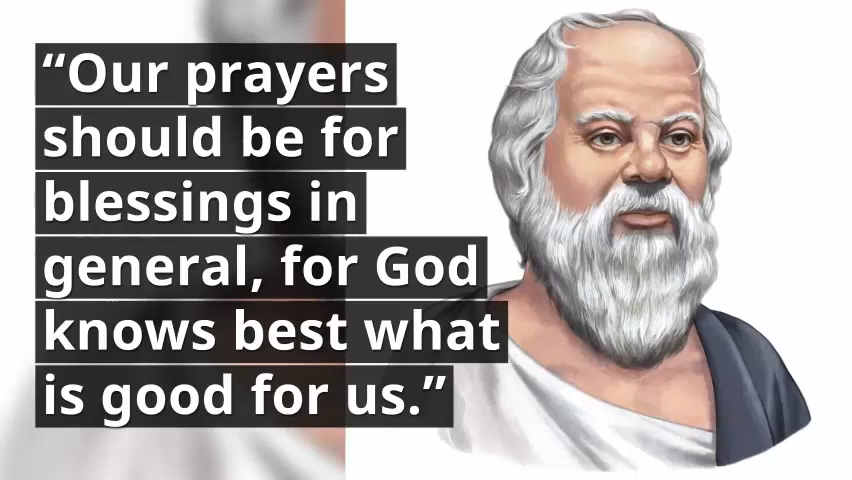 “Our prayers
should be for
blessings in
general, for God
knows best what
is good for us.”